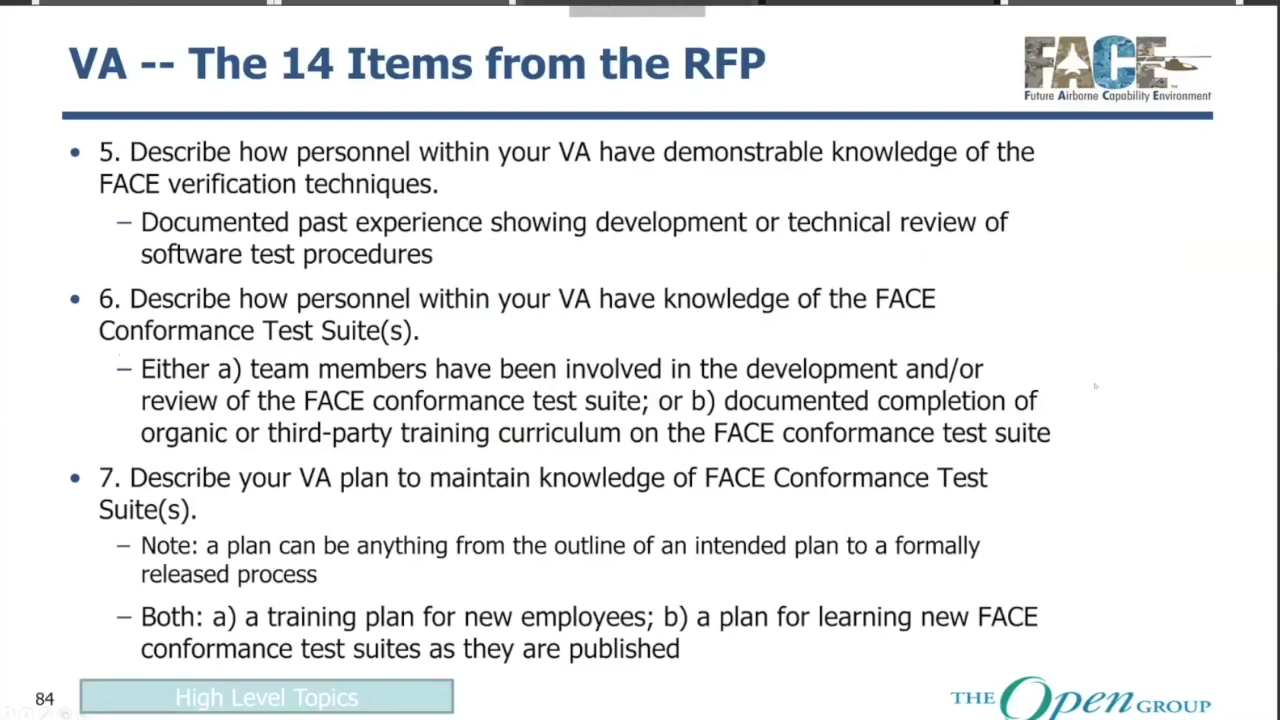 VA -- The 14 Items from the RFP
FACE
Future Airborne Capability Environment
• 5. Describe how personnel within your VA have demonstrable knowledge of the
FACE verification techniques.
– Documented past experience showing development or technical review of
software test procedures
• 6. Describe how personnel within your VA have knowledge of the FACE
Conformance Test Suite(s).
– Either a) team members have been involved in the development and/or
review of the FACE conformance test suite; or b) documented completion of
organic or third-party training curriculum on the FACE conformance test suite
• 7. Describe your VA plan to maintain knowledge of FACE Conformance Test
Suite(s).
– Note: a plan can be anything from the outline of an intended plan to a formally
released process
– Both: a) a training plan for new employees; b) a plan for learning new FACE
conformance test suites as they are published
84
High Level Topics
THE Open GROUP